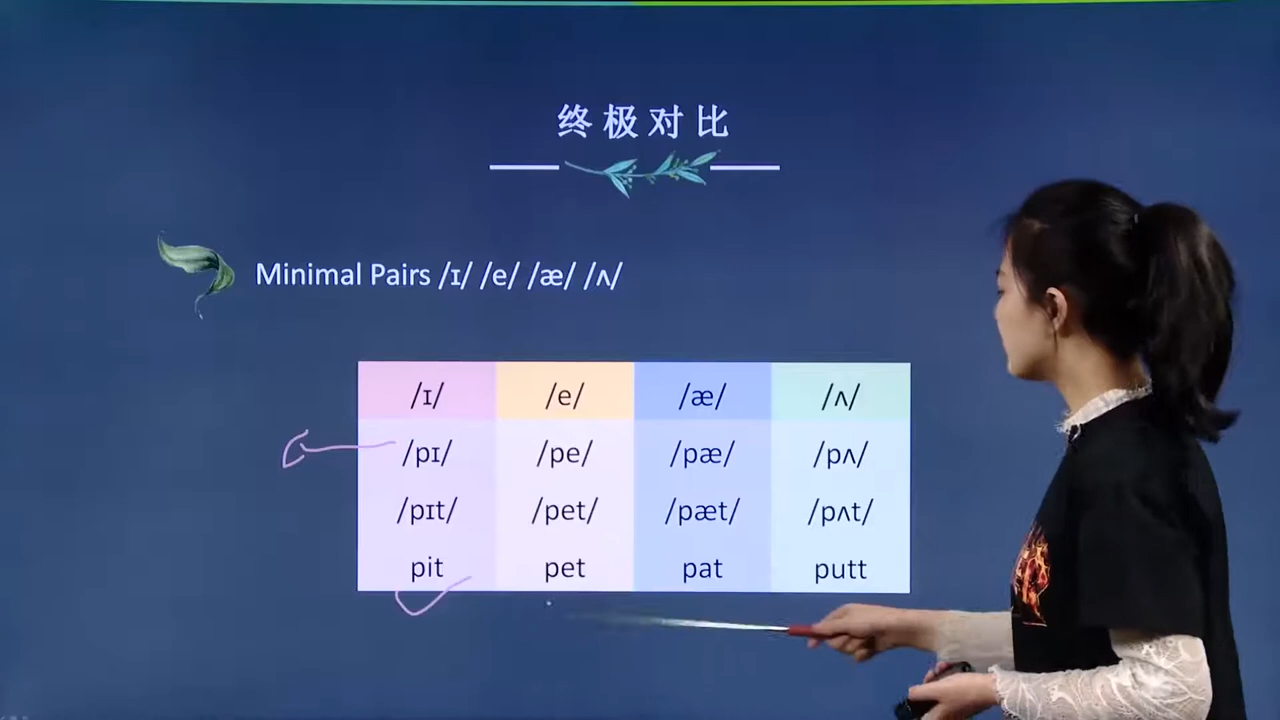 终极对比
Minimal Pairs /ɪ/ /e/ /æ/ /ʌ/
/ɪ/ /e/ /æ/ /ʌ/
/pɪ/ /pe/ /pæ/ /pʌ/
/pɪt/ /pet/ /pæt/ /pʌt/
pit pet pat putt